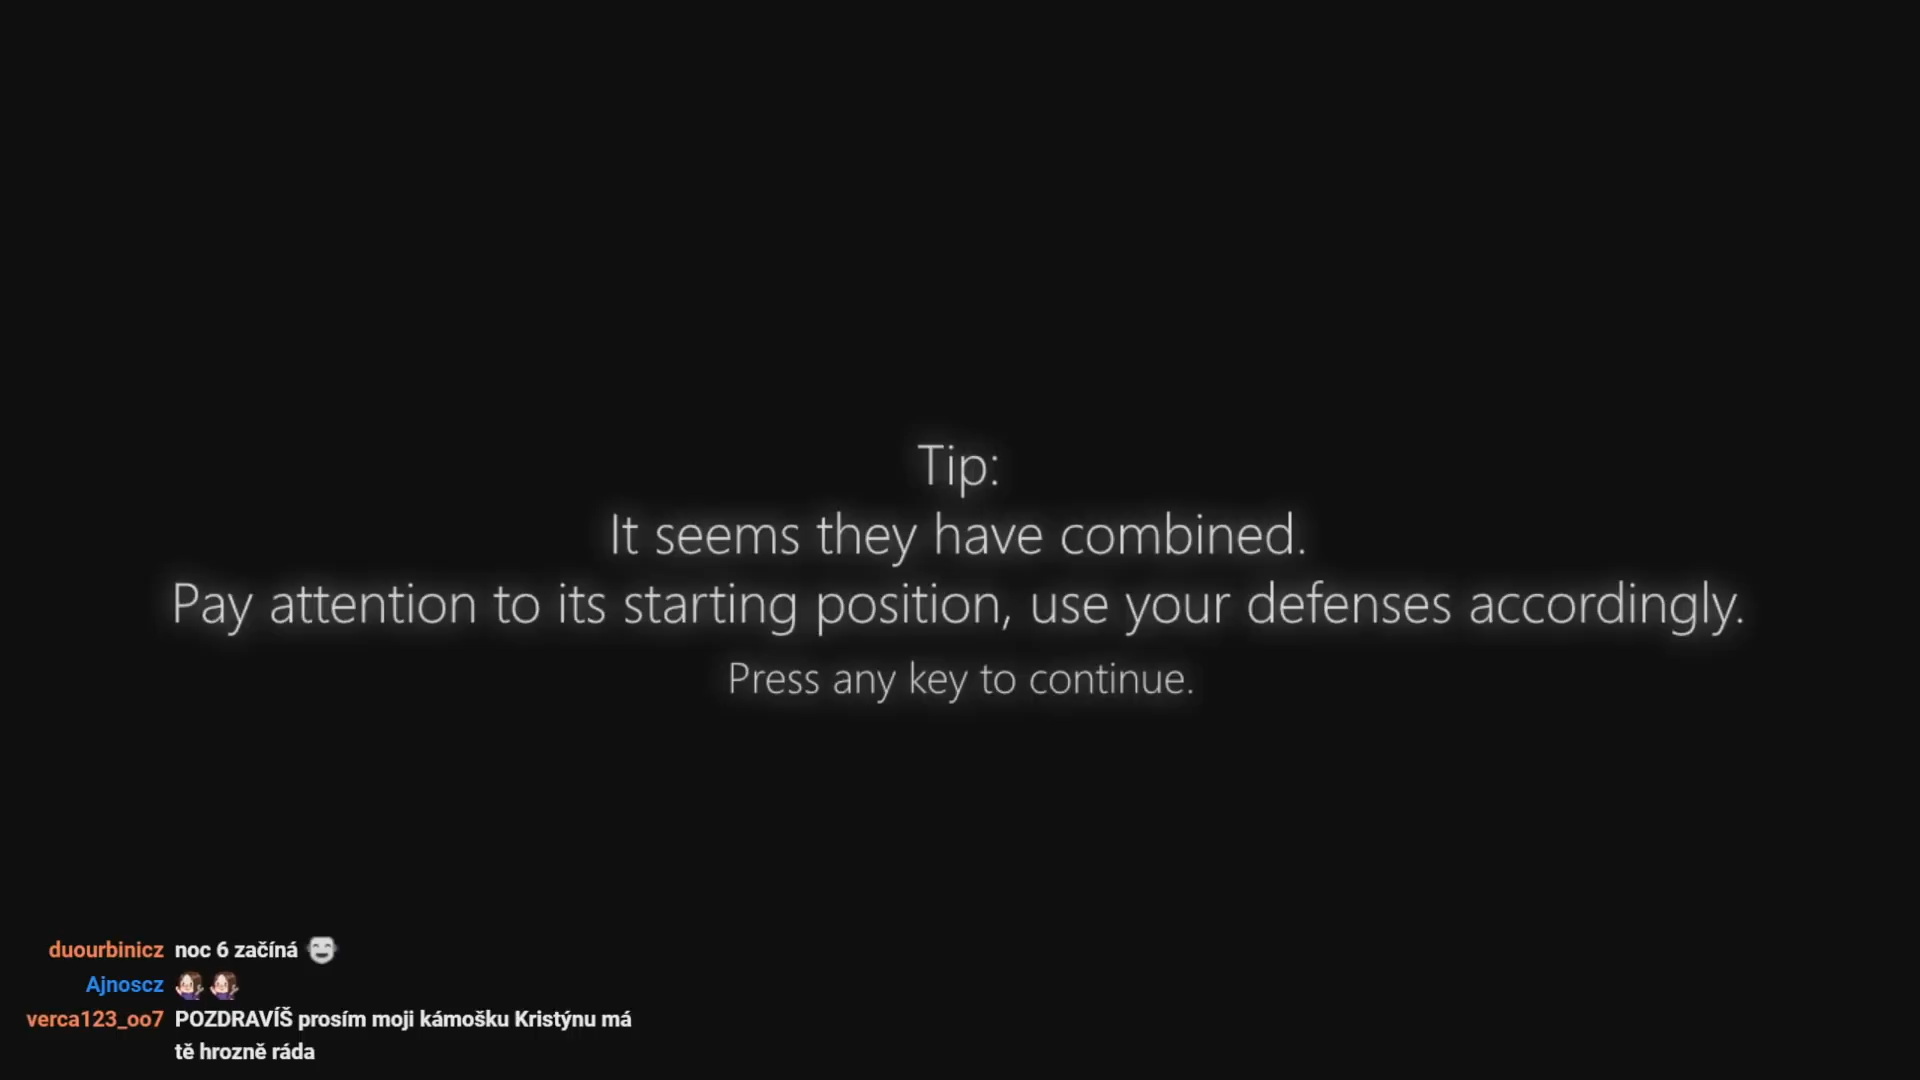 Tip:
It seems they have combined.
Pay attention to its starting position, use your defenses accordingly.
Press any key to continue.
duourbinicz noc 6 začíná
Ajnoscz
verca123_oo7 POZDRAVÍŠ prosím moji kámošku Kristýnu má
tě hrozně ráda